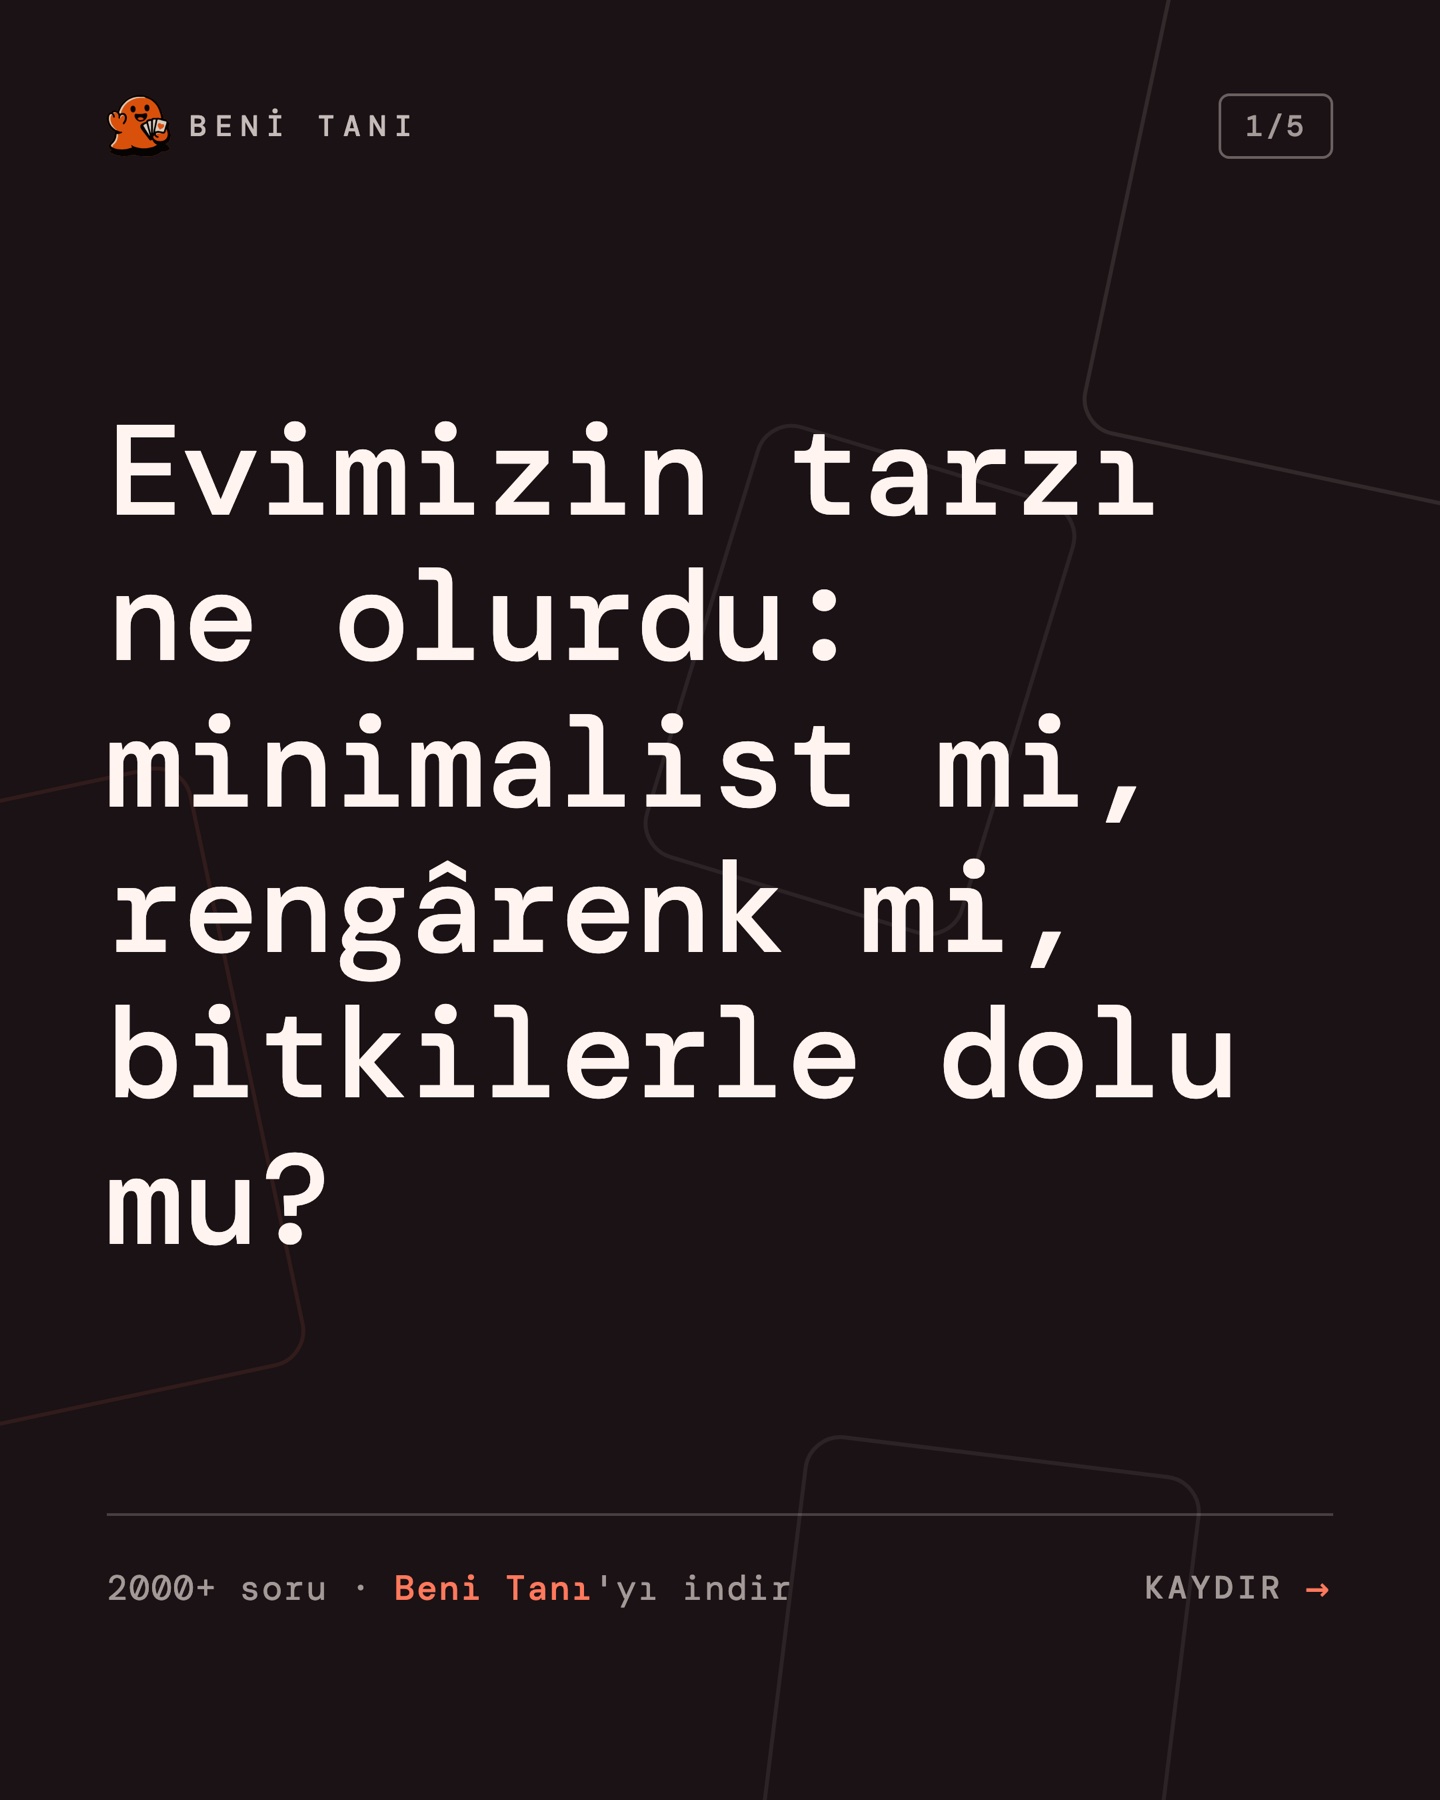 BENİ TANI
1/5
Evimizin tarzı
ne olurdu:
minimalist mi,
rengârenk mi,
bitkilerle dolu
mu?
2000+ soru · Beni Tanı'yı indir
KAYDIR →